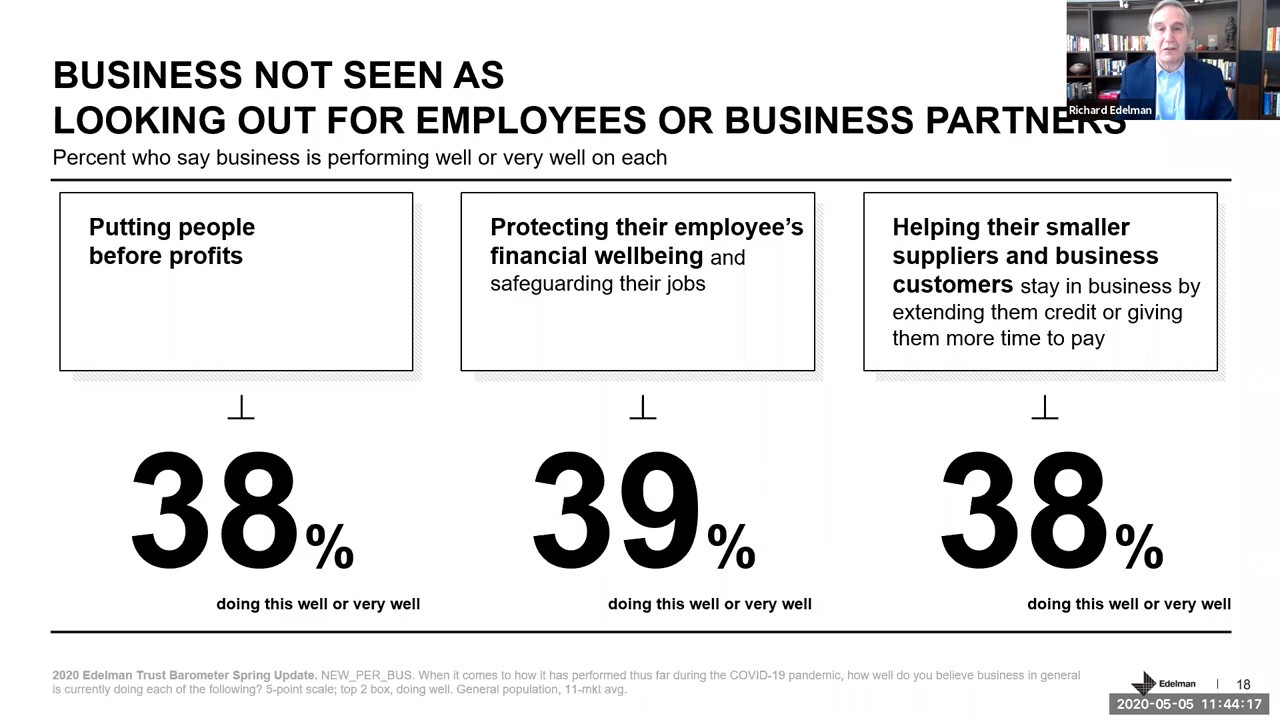 BUSINESS NOT SEEN AS
LOOKING OUT FOR EMPLOYEES OR BUSINESS PARTNERS
Richard Edelman
Percent who say business is performing well or very well on each
Putting people
before profits
Protecting their employee’s
financial wellbeing and
safeguarding their jobs
Helping their smaller
suppliers and business
customers stay in business by
extending them credit or giving
them more time to pay
38%
39%
38%
doing this well or very well
doing this well or very well
doing this well or very well
2020 Edelman Trust Barometer Spring Update. NEW_PER_BUS. When it comes to how it has performed thus far during the COVID-19 pandemic, how well do you believe business in general
is currently doing each of the following? 5-point scale; top 2 box, doing well. General population, 11-mkt avg.
Edelman | 18
2020-05-05 11:44:17